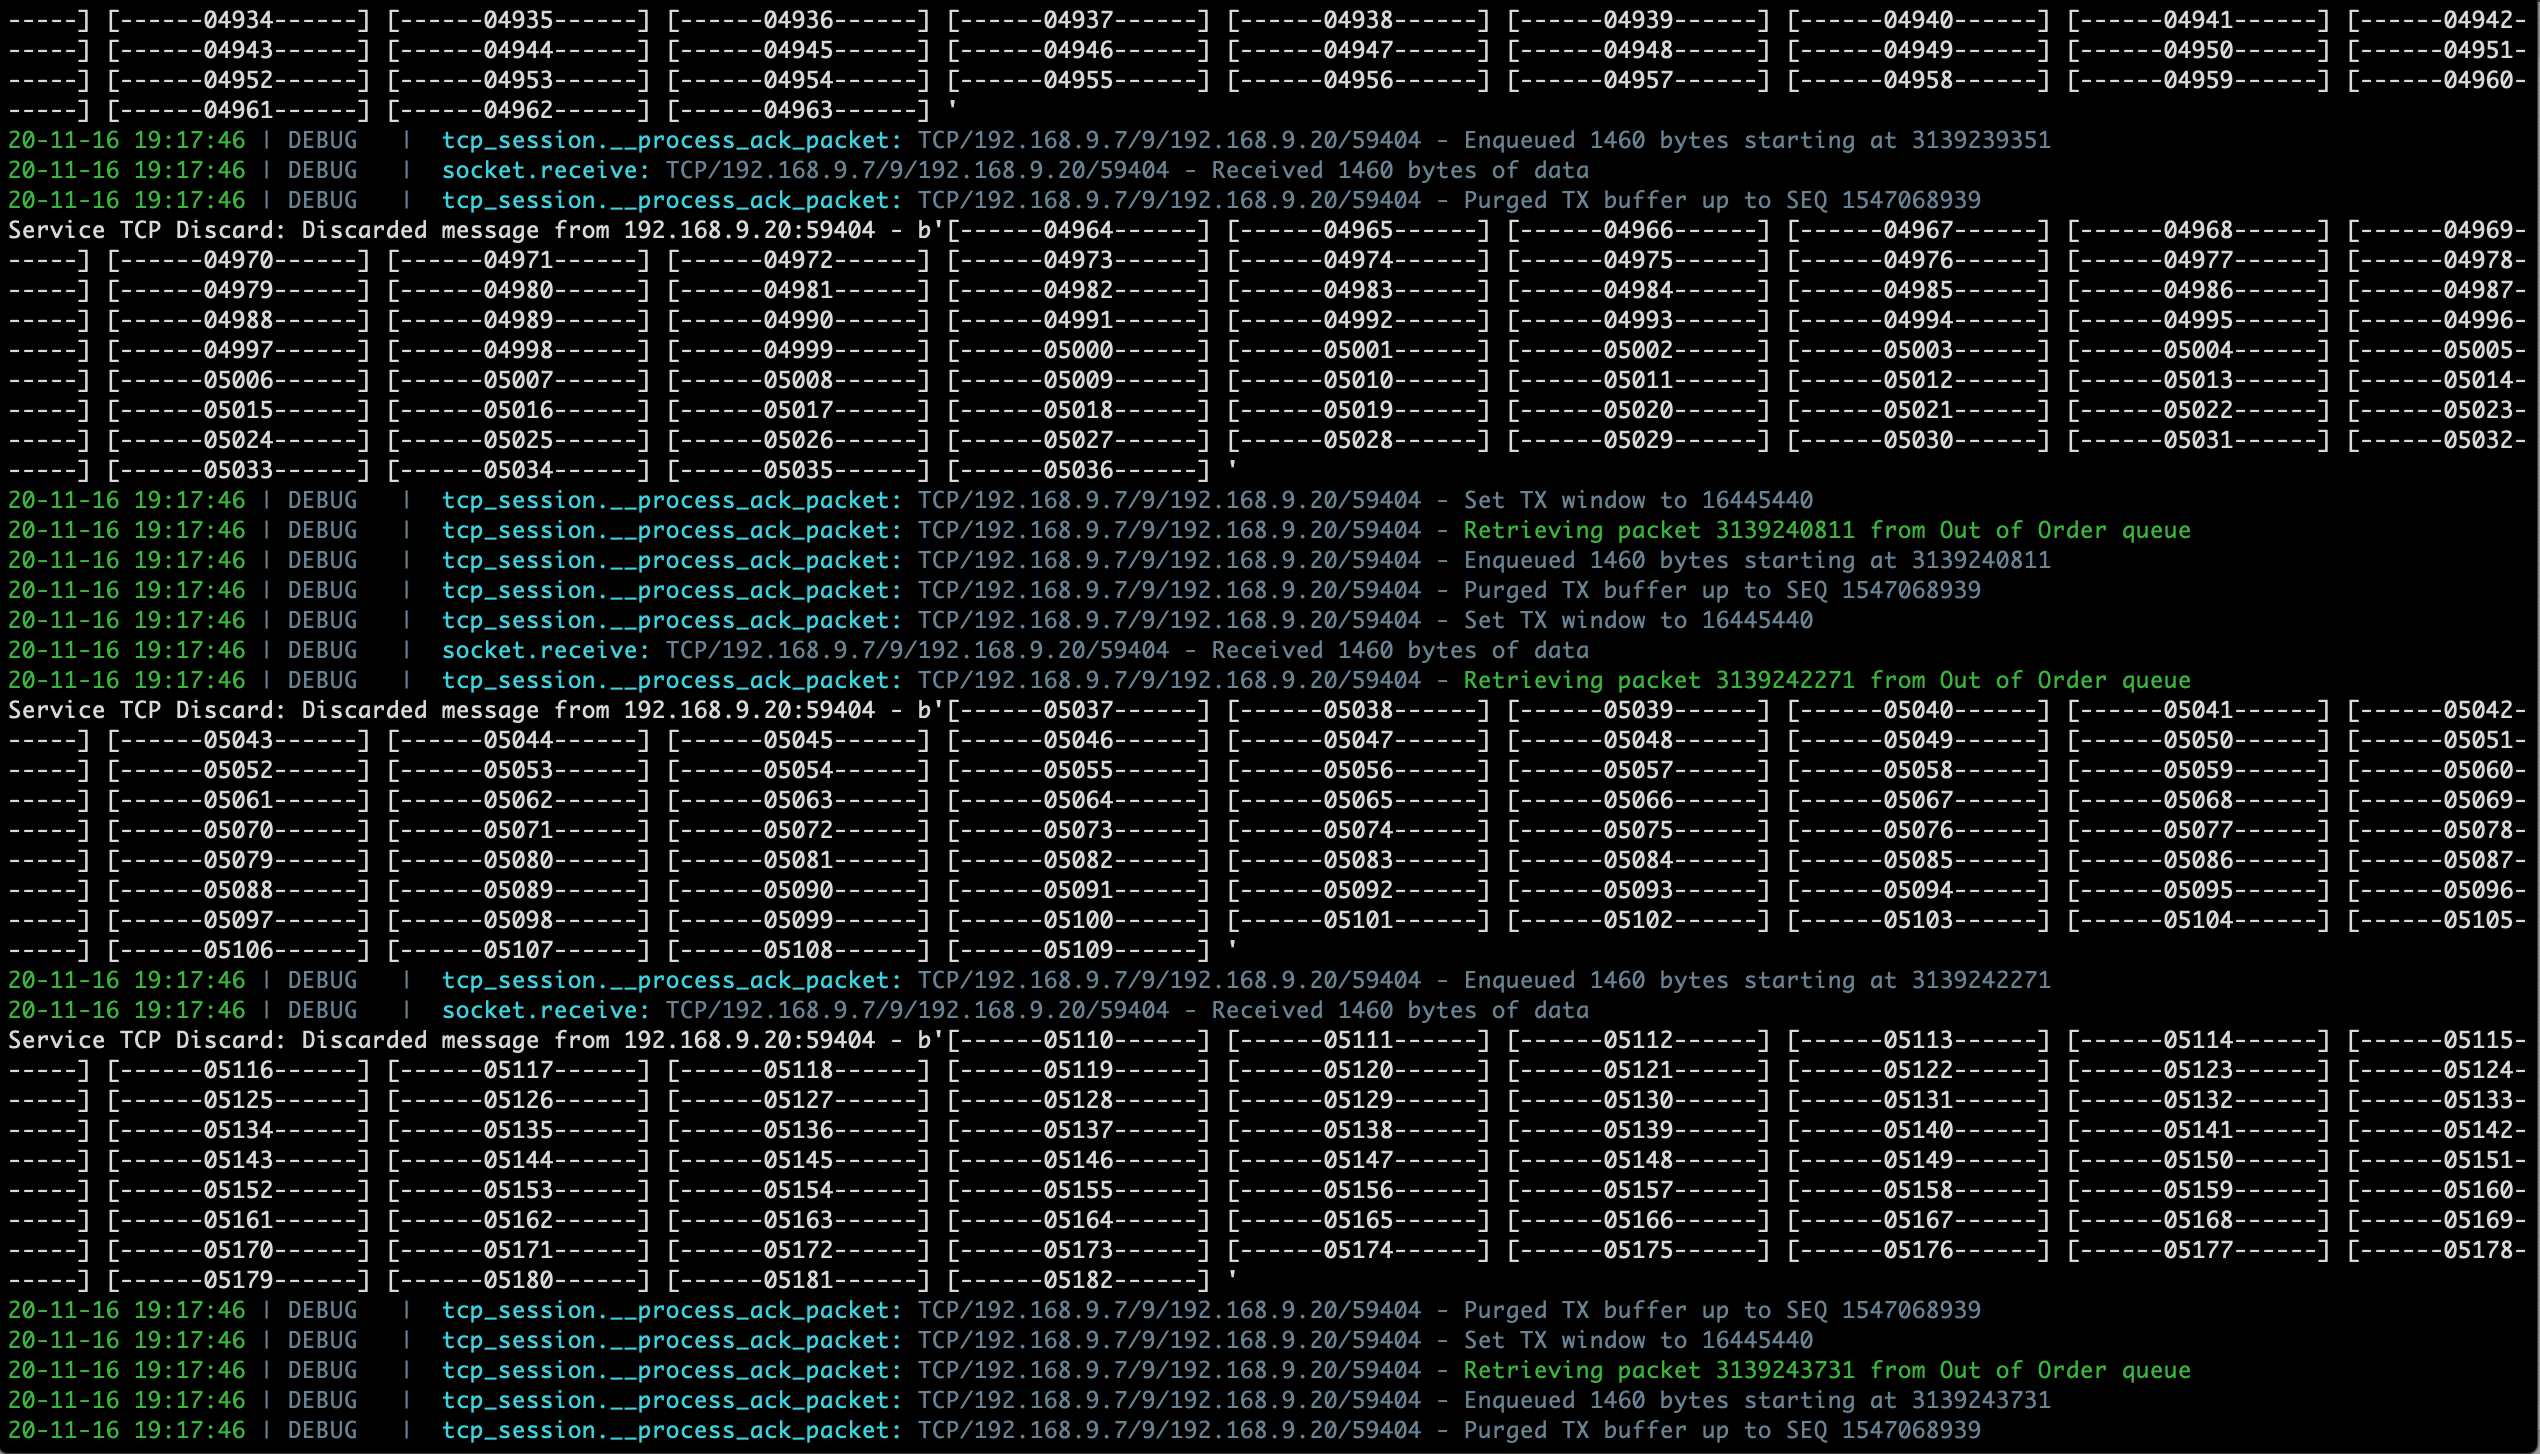 -----] [------04934------] [------04935------] [------04936------] [------04937------] [------04938------] [------04939------] [------04940------] [------04941------] [------04942-
-----] [------04943------] [------04944------] [------04945------] [------04946------] [------04947------] [------04948------] [------04949------] [------04950------] [------04951-
-----] [------04952------] [------04953------] [------04954------] [------04955------] [------04956------] [------04957------] [------04958------] [------04959------] [------04960-
-----] [------04961------] [------04962------] [------04963------] '
20-11-16 19:17:46 | DEBUG   |  tcp_session.__process_ack_packet: TCP/192.168.9.7/9/192.168.9.20/59404 - Enqueued 1460 bytes starting at 3139239351
20-11-16 19:17:46 | DEBUG   |  socket.receive: TCP/192.168.9.7/9/192.168.9.20/59404 - Received 1460 bytes of data
20-11-16 19:17:46 | DEBUG   |  tcp_session.__process_ack_packet: TCP/192.168.9.7/9/192.168.9.20/59404 - Purged TX buffer up to SEQ 1547068939
Service TCP Discard: Discarded message from 192.168.9.20:59404 - b'[------04964------] [------04965------] [------04966------] [------04967------] [------04968------] [------04969-
-----] [------04970------] [------04971------] [------04972------] [------04973------] [------04974------] [------04975------] [------04976------] [------04977------] [------04978-
-----] [------04979------] [------04980------] [------04981------] [------04982------] [------04983------] [------04984------] [------04985------] [------04986------] [------04987-
-----] [------04988------] [------04989------] [------04990------] [------04991------] [------04992------] [------04993------] [------04994------] [------04995------] [------04996-
-----] [------04997------] [------04998------] [------04999------] [------05000------] [------05001------] [------05002------] [------05003------] [------05004------] [------05005-
-----] [------05006------] [------05007------] [------05008------] [------05009------] [------05010------] [------05011------] [------05012------] [------05013------] [------05014-
-----] [------05015------] [------05016------] [------05017------] [------05018------] [------05019------] [------05020------] [------05021------] [------05022------] [------05023-
-----] [------05024------] [------05025------] [------05026------] [------05027------] [------05028------] [------05029------] [------05030------] [------05031------] [------05032-
-----] [------05033------] [------05034------] [------05035------] [------05036------] '
20-11-16 19:17:46 | DEBUG   |  tcp_session.__process_ack_packet: TCP/192.168.9.7/9/192.168.9.20/59404 - Set TX window to 16445440
20-11-16 19:17:46 | DEBUG   |  tcp_session.__process_ack_packet: TCP/192.168.9.7/9/192.168.9.20/59404 - Retrieving packet 3139240811 from Out of Order queue
20-11-16 19:17:46 | DEBUG   |  tcp_session.__process_ack_packet: TCP/192.168.9.7/9/192.168.9.20/59404 - Enqueued 1460 bytes starting at 3139240811
20-11-16 19:17:46 | DEBUG   |  tcp_session.__process_ack_packet: TCP/192.168.9.7/9/192.168.9.20/59404 - Purged TX buffer up to SEQ 1547068939
20-11-16 19:17:46 | DEBUG   |  tcp_session.__process_ack_packet: TCP/192.168.9.7/9/192.168.9.20/59404 - Set TX window to 16445440
20-11-16 19:17:46 | DEBUG   |  socket.receive: TCP/192.168.9.7/9/192.168.9.20/59404 - Received 1460 bytes of data
20-11-16 19:17:46 | DEBUG   |  tcp_session.__process_ack_packet: TCP/192.168.9.7/9/192.168.9.20/59404 - Retrieving packet 3139242271 from Out of Order queue
Service TCP Discard: Discarded message from 192.168.9.20:59404 - b'[------05037------] [------05038------] [------05039------] [------05040------] [------05041------] [------05042-
-----] [------05043------] [------05044------] [------05045------] [------05046------] [------05047------] [------05048------] [------05049------] [------05050------] [------05051-
-----] [------05052------] [------05053------] [------05054------] [------05055------] [------05056------] [------05057------] [------05058------] [------05059------] [------05060-
-----] [------05061------] [------05062------] [------05063------] [------05064------] [------05065------] [------05066------] [------05067------] [------05068------] [------05069-
-----] [------05070------] [------05071------] [------05072------] [------05073------] [------05074------] [------05075------] [------05076------] [------05077------] [------05078-
-----] [------05079------] [------05080------] [------05081------] [------05082------] [------05083------] [------05084------] [------05085------] [------05086------] [------05087-
-----] [------05088------] [------05089------] [------05090------] [------05091------] [------05092------] [------05093------] [------05094------] [------05095------] [------05096-
-----] [------05097------] [------05098------] [------05099------] [------05100------] [------05101------] [------05102------] [------05103------] [------05104------] [------05105-
-----] [------05106------] [------05107------] [------05108------] [------05109------] '
20-11-16 19:17:46 | DEBUG   |  tcp_session.__process_ack_packet: TCP/192.168.9.7/9/192.168.9.20/59404 - Enqueued 1460 bytes starting at 3139242271
20-11-16 19:17:46 | DEBUG   |  socket.receive: TCP/192.168.9.7/9/192.168.9.20/59404 - Received 1460 bytes of data
Service TCP Discard: Discarded message from 192.168.9.20:59404 - b'[------05110------] [------05111------] [------05112------] [------05113------] [------05114------] [------05115-
-----] [------05116------] [------05117------] [------05118------] [------05119------] [------05120------] [------05121------] [------05122------] [------05123------] [------05124-
-----] [------05125------] [------05126------] [------05127------] [------05128------] [------05129------] [------05130------] [------05131------] [------05132------] [------05133-
-----] [------05134------] [------05135------] [------05136------] [------05137------] [------05138------] [------05139------] [------05140------] [------05141------] [------05142-
-----] [------05143------] [------05144------] [------05145------] [------05146------] [------05147------] [------05148------] [------05149------] [------05150------] [------05151-
-----] [------05152------] [------05153------] [------05154------] [------05155------] [------05156------] [------05157------] [------05158------] [------05159------] [------05160-
-----] [------05161------] [------05162------] [------05163------] [------05164------] [------05165------] [------05166------] [------05167------] [------05168------] [------05169-
-----] [------05170------] [------05171------] [------05172------] [------05173------] [------05174------] [------05175------] [------05176------] [------05177------] [------05178-
-----] [------05179------] [------05180------] [------05181------] [------05182------] '
20-11-16 19:17:46 | DEBUG   |  tcp_session.__process_ack_packet: TCP/192.168.9.7/9/192.168.9.20/59404 - Purged TX buffer up to SEQ 1547068939
20-11-16 19:17:46 | DEBUG   |  tcp_session.__process_ack_packet: TCP/192.168.9.7/9/192.168.9.20/59404 - Set TX window to 16445440
20-11-16 19:17:46 | DEBUG   |  tcp_session.__process_ack_packet: TCP/192.168.9.7/9/192.168.9.20/59404 - Retrieving packet 3139243731 from Out of Order queue
20-11-16 19:17:46 | DEBUG   |  tcp_session.__process_ack_packet: TCP/192.168.9.7/9/192.168.9.20/59404 - Enqueued 1460 bytes starting at 3139243731
20-11-16 19:17:46 | DEBUG   |  tcp_session.__process_ack_packet: TCP/192.168.9.7/9/192.168.9.20/59404 - Purged TX buffer up to SEQ 1547068939